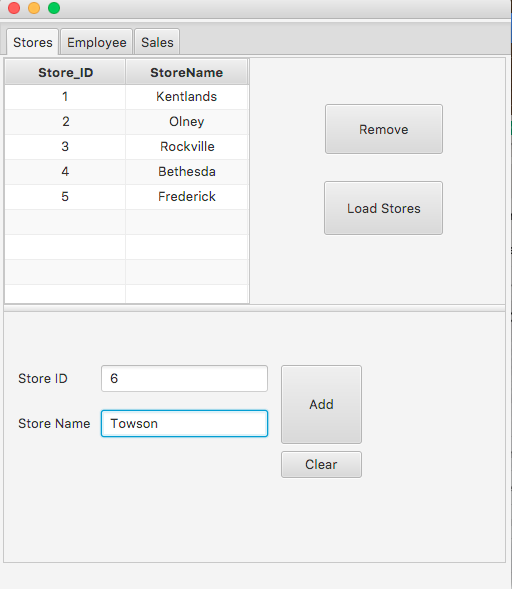 Stores Employee Sales
Store_ID StoreName
1 Kentlands
2 Olney
3 Rockville
4 Bethesda
5 Frederick
Remove
Load Stores
Store ID 6
Store Name Towson
Add
Clear